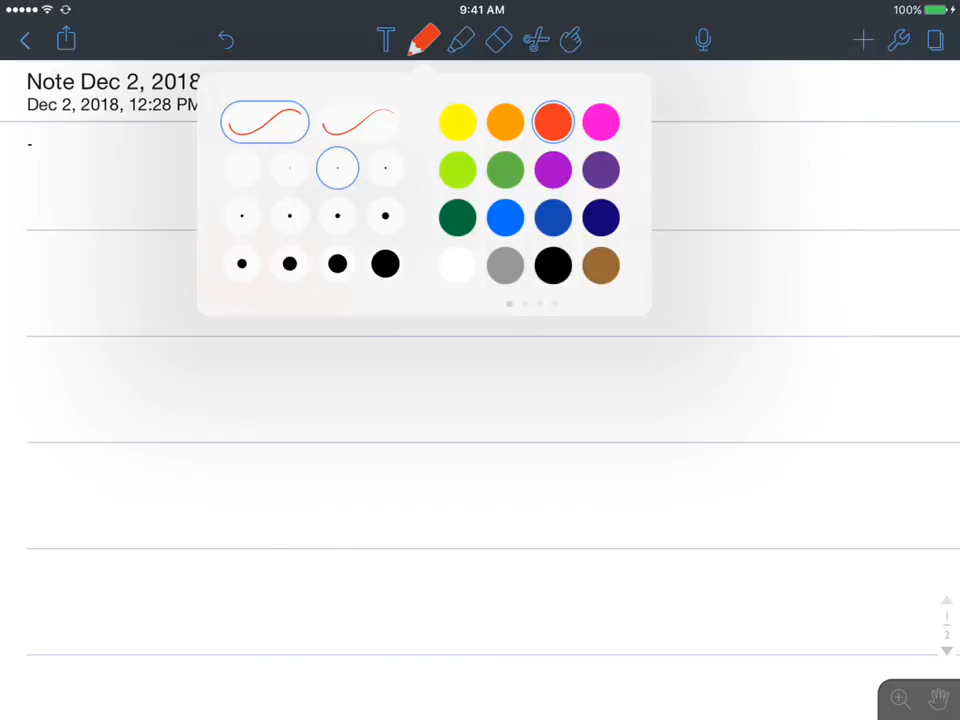 9:41 AM
100%
T
Note Dec 2, 2018
Dec 2, 2018, 12:28 PM
-
1
2